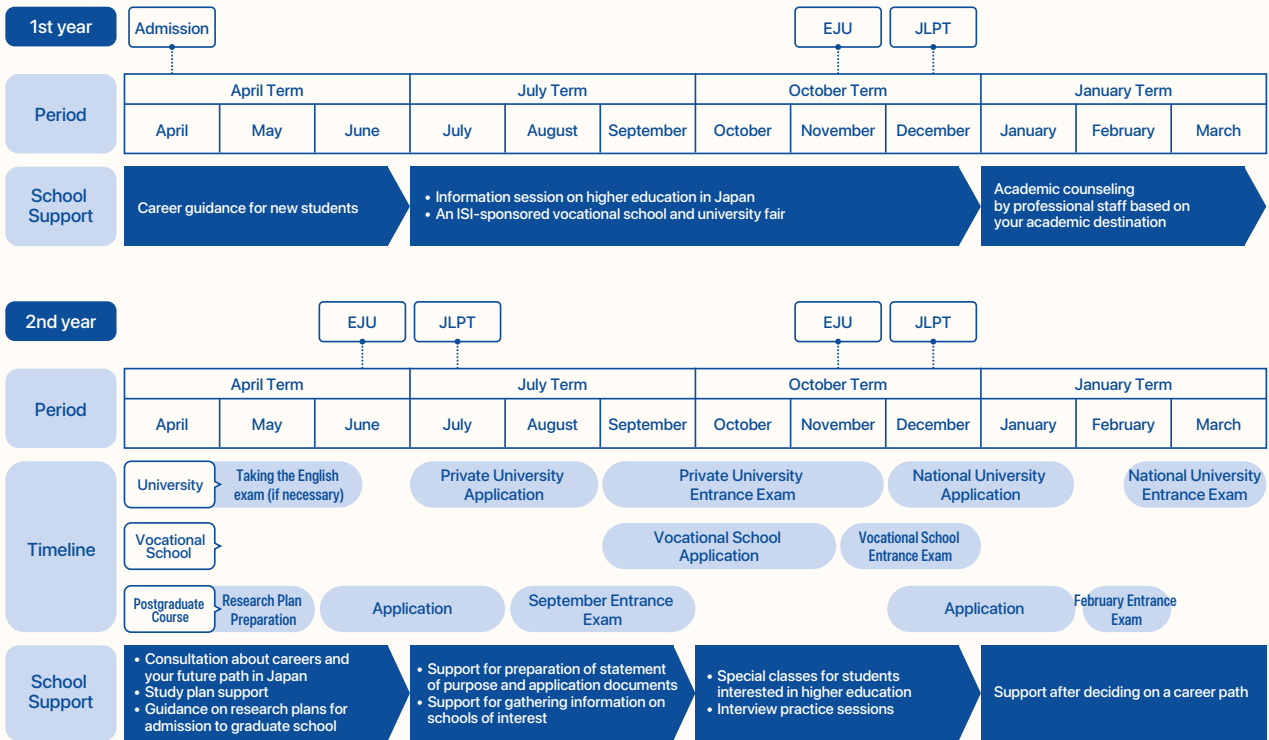 1st year
Admission
EJU
JLPT
Period
April Term
July Term
October Term
January Term
April
May
June
July
August
September
October
November
December
January
February
March
School
Support
Career guidance for new students
• Information session on higher education in Japan
• An ISI-sponsored vocational school and university fair
Academic counseling
by professional staff based on
your academic destination
2nd year
EJU
JLPT
EJU
JLPT
Period
April Term
July Term
October Term
January Term
April
May
June
July
August
September
October
November
December
January
February
March
Timeline
University
Taking the English
exam (if necessary)
Private University
Application
Private University
Entrance Exam
National University
Application
National University
Entrance Exam
Vocational
School
Vocational School
Application
Vocational School
Entrance Exam
Postgraduate
Course
Research Plan
Preparation
Application
September Entrance
Exam
Application
February Entrance
Exam
School
Support
• Consultation about careers and
your future path in Japan
• Study plan support
• Guidance on research plans for
admission to graduate school
• Support for preparation of statement
of purpose and application documents
• Support for gathering information on
schools of interest
• Special classes for students
interested in higher education
• Interview practice sessions
Support after deciding on a career path